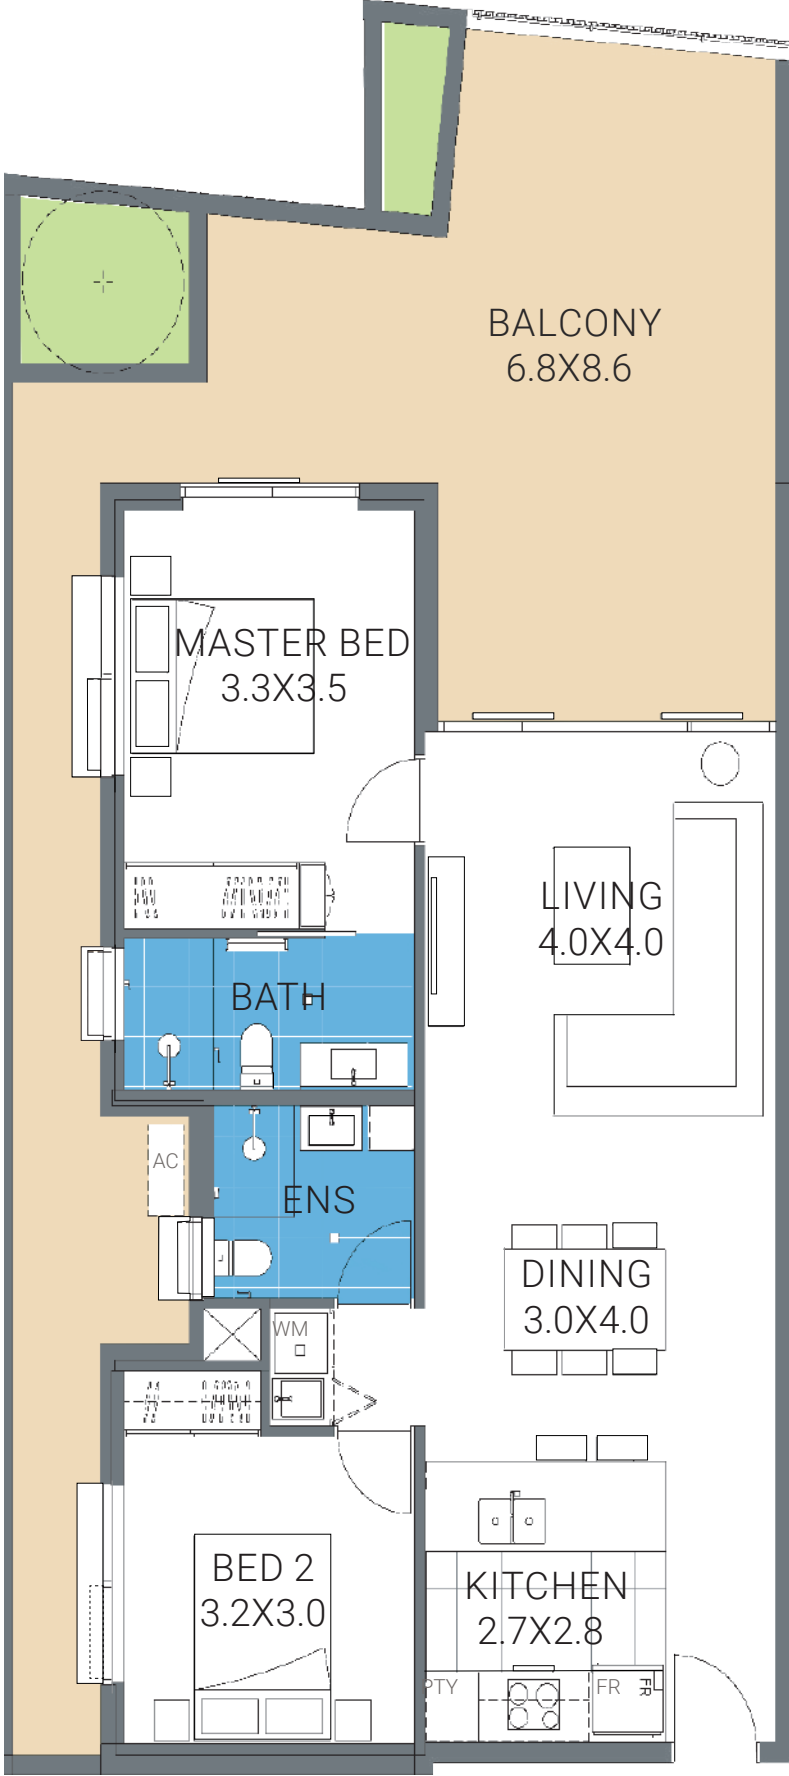 BALCONY
6.8X8.6
MASTER BED
3.3X3.5
LIVING
4.0X4.0
BATH
AC
ENS
DINING
3.0X4.0
WM
BED 2
3.2X3.0
KITCHEN
2.7X2.8
PTY
FR
FR